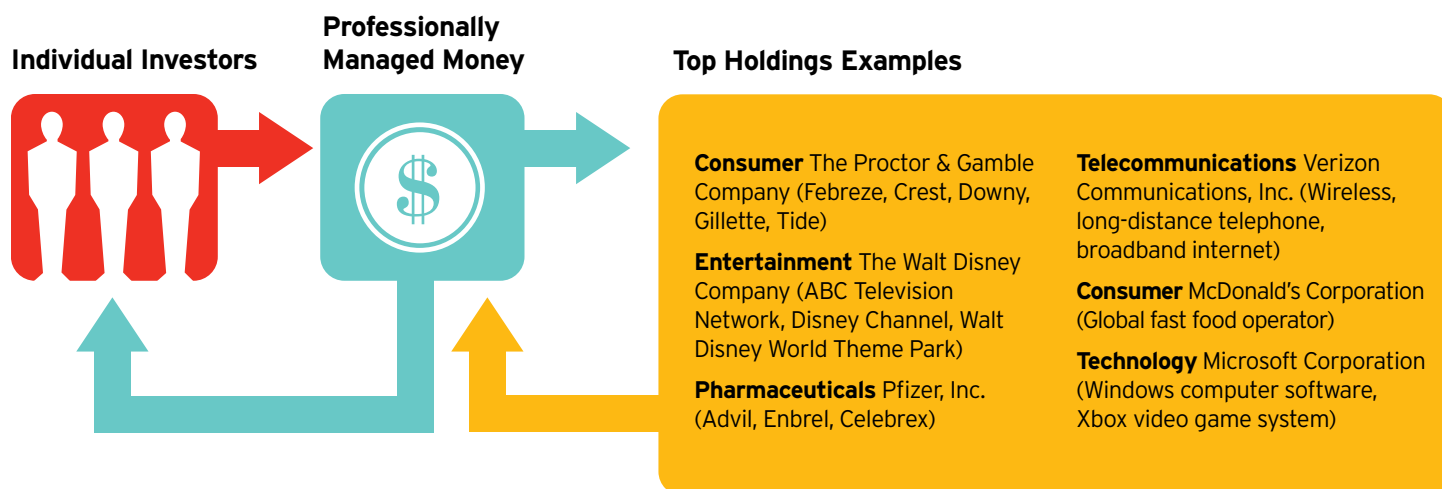 Individual Investors
Professionally
Managed Money
Top Holdings Examples
$
Consumer The Proctor & Gamble
Company (Febreze, Crest, Downy,
Gillette, Tide)
Entertainment The Walt Disney
Company (ABC Television
Network, Disney Channel, Walt
Disney World Theme Park)
Pharmaceuticals Pfizer, Inc.
(Advil, Enbrel, Celebrex)
Telecommunications Verizon
Communications, Inc. (Wireless,
long-distance telephone,
broadband internet)
Consumer McDonald's Corporation
(Global fast food operator)
Technology Microsoft Corporation
(Windows computer software,
Xbox video game system)